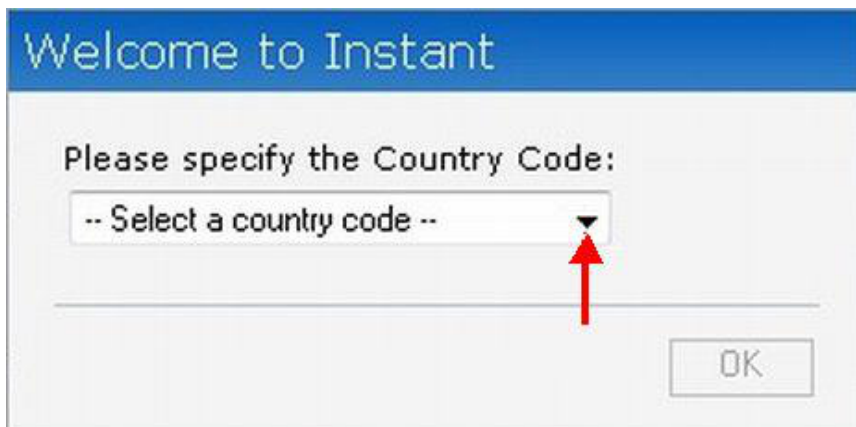 Welcome to Instant
Please specify the Country Code:
-- Select a country code --
OK